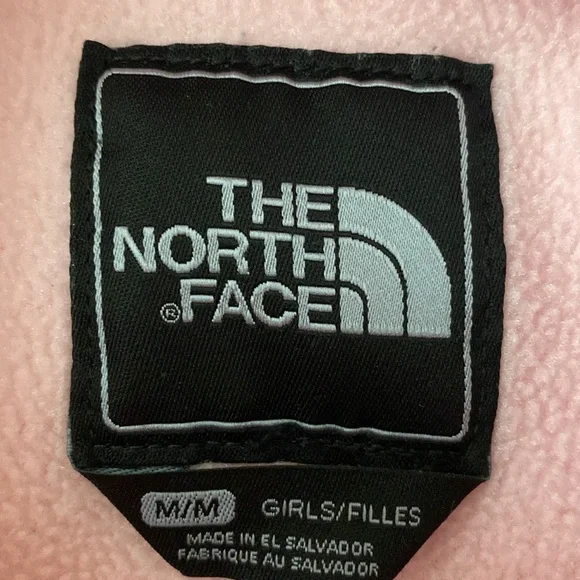 THE
NORTH
®FACE
M/M GIRLS/FILLES
MADE IN EL SALVADOR
FABRIQUE AU SALVADOR